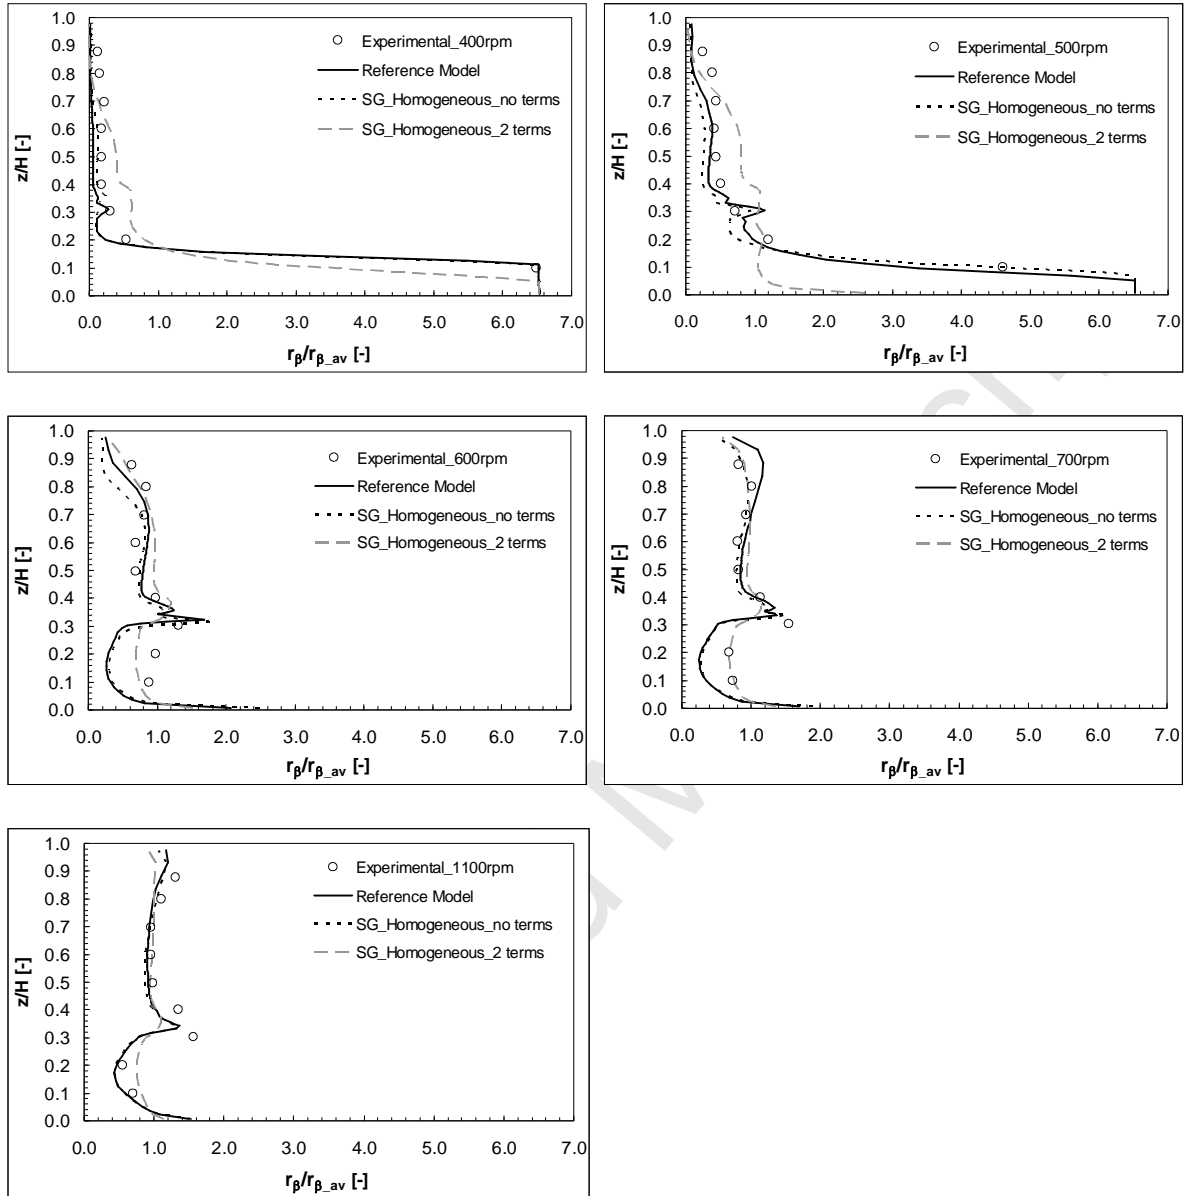 1.0
0.9
0.8
0.7
0.6
0.5
0.4
0.3
0.2
0.1
0.0
z/H [-]
Experimental_400rpm
Reference Model
SG_Homogeneous_no terms
SG_Homogeneous_2 terms
0.0 1.0 2.0 3.0 4.0 5.0 6.0 7.0
rβ/rβ_av [-]
1.0
0.9
0.8
0.7
0.6
0.5
0.4
0.3
0.2
0.1
0.0
z/H [-]
Experimental_500rpm
Reference Model
SG_Homogeneous_no terms
SG_Homogeneous_2 terms
0.0 1.0 2.0 3.0 4.0 5.0 6.0 7.0
rβ/rβ_av [-]
1.0
0.9
0.8
0.7
0.6
0.5
0.4
0.3
0.2
0.1
0.0
z/H [-]
Experimental_600rpm
Reference Model
SG_Homogeneous_no terms
SG_Homogeneous_2 terms
0.0 1.0 2.0 3.0 4.0 5.0 6.0 7.0
rβ/rβ_av [-]
1.0
0.9
0.8
0.7
0.6
0.5
0.4
0.3
0.2
0.1
0.0
z/H [-]
Experimental_700rpm
Reference Model
SG_Homogeneous_no terms
SG_Homogeneous_2 terms
0.0 1.0 2.0 3.0 4.0 5.0 6.0 7.0
rβ/rβ_av [-]
1.0
0.9
0.8
0.7
0.6
0.5
0.4
0.3
0.2
0.1
0.0
z/H [-]
Experimental_1100rpm
Reference Model
SG_Homogeneous_no terms
SG_Homogeneous_2 terms
0.0 1.0 2.0 3.0 4.0 5.0 6.0 7.0
rβ/rβ_av [-]